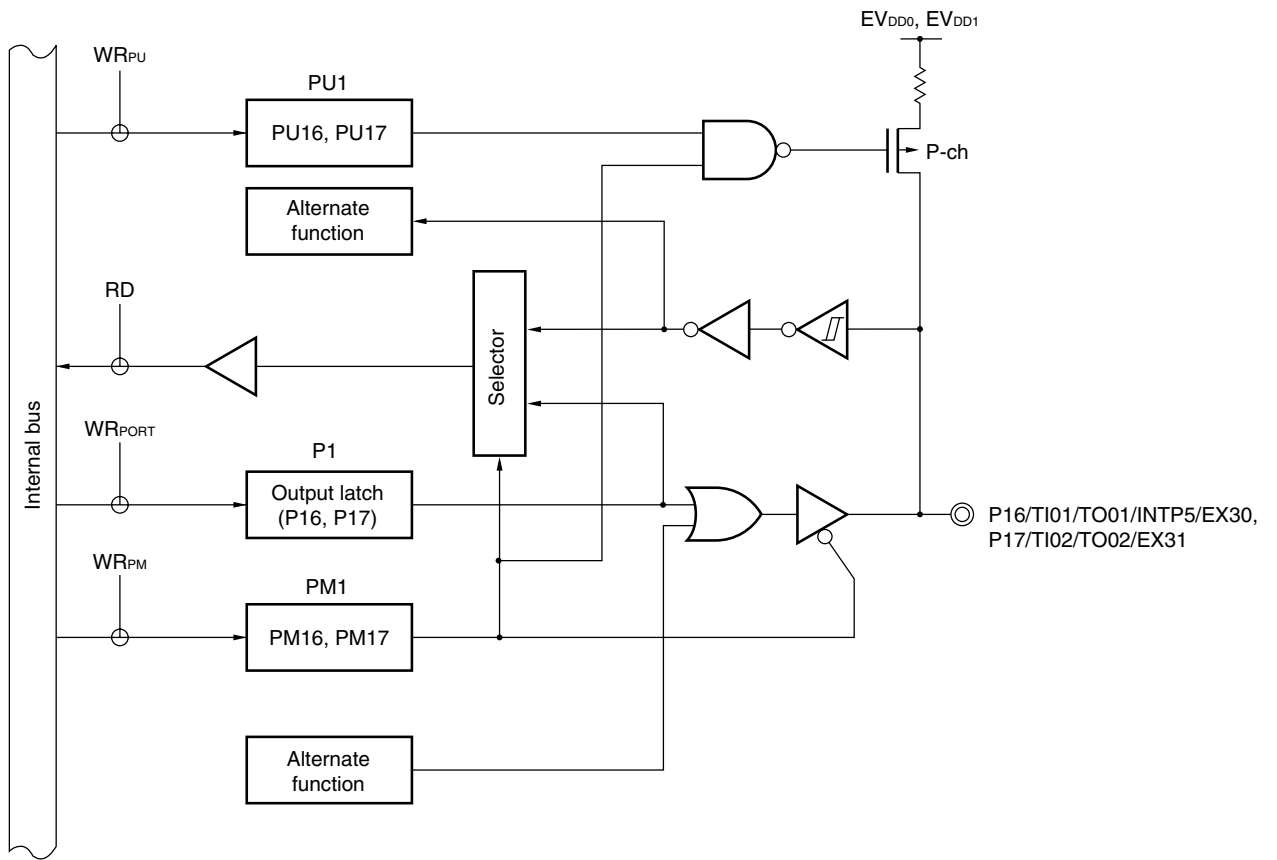 EVDD0, EVDD1
WRPU
PU1
PU16, PU17
P-ch
Alternate
function
RD
Selector
Internal bus
WRPORT
P1
Output latch
(P16, P17)
P16/TI01/TO01/INTP5/EX30,
P17/TI02/TO02/EX31
WRPM
PM1
PM16, PM17
Alternate
function